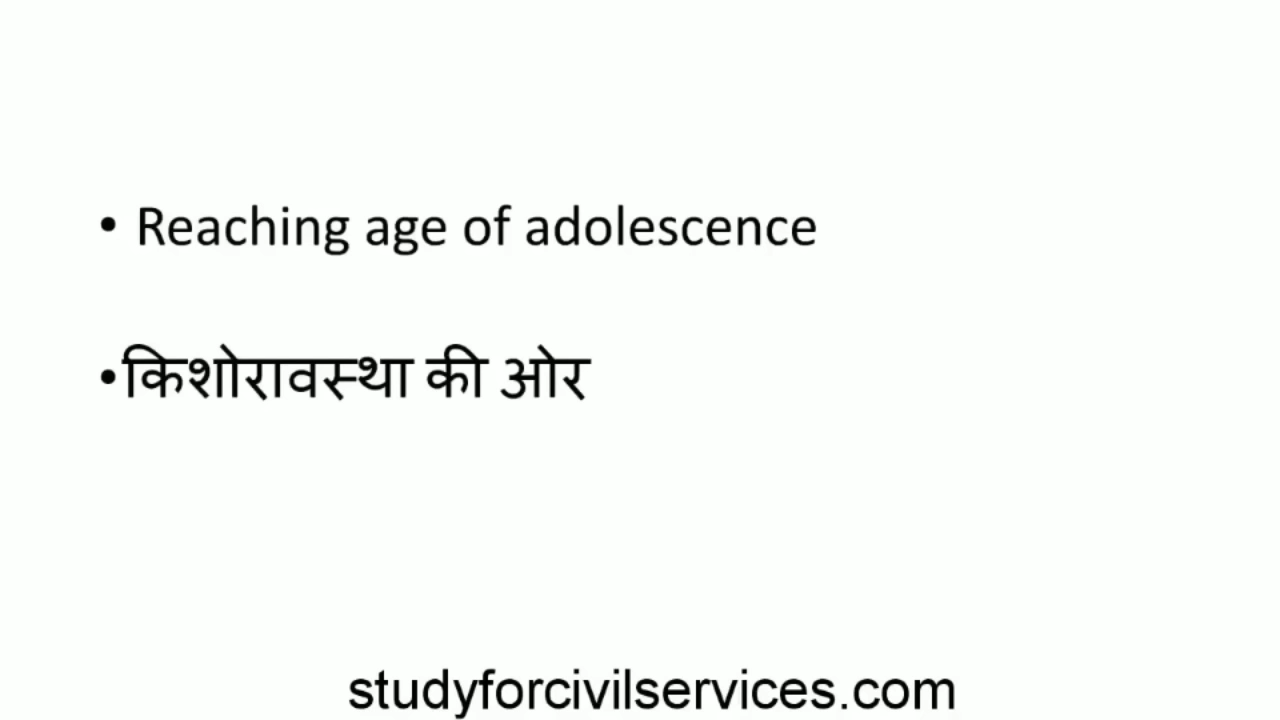 • Reaching age of adolescence
• किशोरावस्था की ओर
studyforcivilservices.com